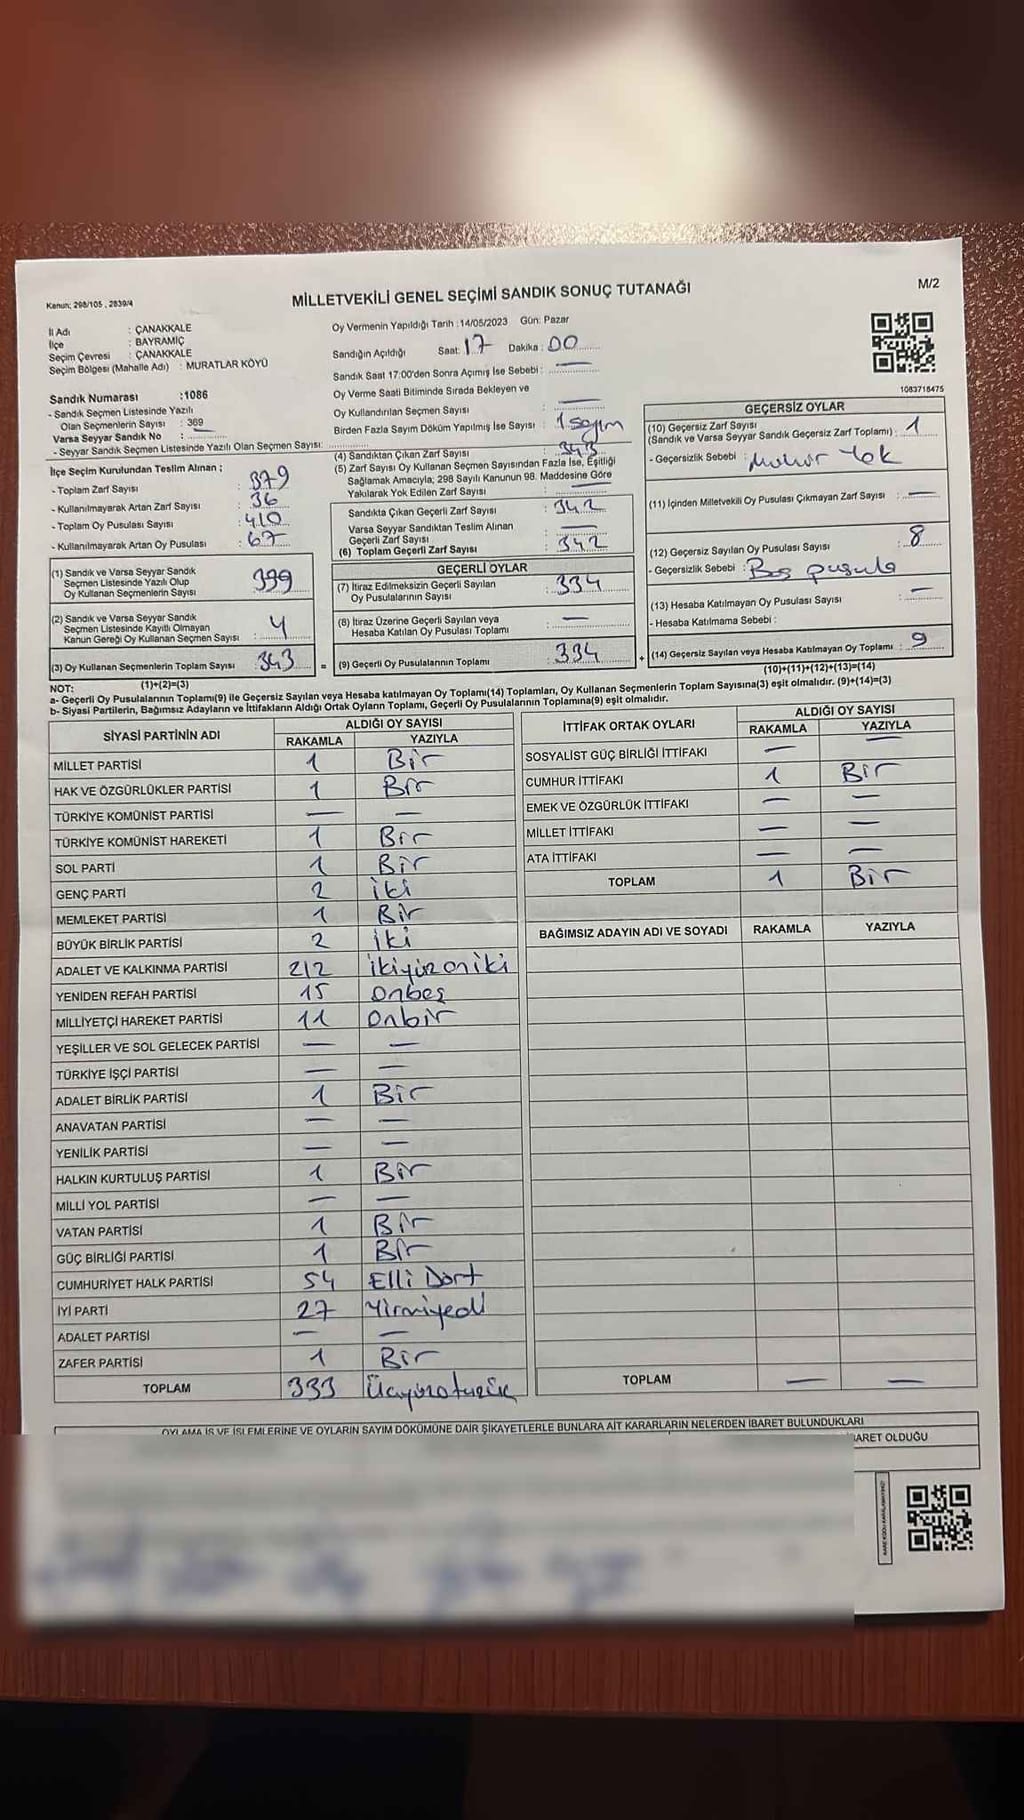 Kanun; 298/105 , 2839/4
MİLLETVEKİLİ GENEL SEÇİMİ SANDIK SONUÇ TUTANAĞI
M/2
İl Adı : ÇANAKKALE
İlçe : BAYRAMİÇ
Seçim Çevresi : ÇANAKKALE
Seçim Bölgesi (Mahalle Adı) : MURATLAR KÖYÜ
Sandık Numarası :1086
- Sandık Seçmen Listesinde Yazılı
Olan Seçmenlerin Sayısı : 369
Varsa Seyyar Sandık No :
- Seyyar Sandık Seçmen Listesinde Yazılı Olan Seçmen Sayısı:
İlçe Seçim Kurulundan Teslim Alınan ;
- Toplam Zarf Sayısı : 379
- Kullanılmayarak Artan Zarf Sayısı : 36
- Toplam Oy Pusulası Sayısı : 410
- Kullanılmayarak Artan Oy Pusulası : 67
(1) Sandık ve Varsa Seyyar Sandık
Seçmen Listesinde Yazılı Olup
Oy Kullanan Seçmenlerin Sayısı 399
(2) Sandık ve Varsa Seyyar Sandık
Seçmen Listesinde Kayıtlı Olmayan
Kanun Gereği Oy Kullanan Seçmen Sayısı : 4
(3) Oy Kullanan Seçmenlerin Toplam Sayısı : 343 =
(1)+(2)=(3)
Oy Vermenin Yapıldığı Tarih :14/05/2023 Gün: Pazar
Sandığın Açıldığı Saat: 17 Dakika : 00
Sandık Saat 17:00'den Sonra Açımış İse Sebebi : —
Oy Verme Saati Bitiminde Sırada Bekleyen ve
Oy Kullandırılan Seçmen Sayısı : —
Birden Fazla Sayım Döküm Yapılmış İse Sayısı : 1 sayım
(4) Sandıktan Çıkan Zarf Sayısı : 343
(5) Zarf Sayısı Oy Kullanan Seçmen Sayısından Fazla İse, Eşitliği
Sağlamak Amacıyla; 298 Sayılı Kanunun 98. Maddesine Göre
Yakılarak Yok Edilen Zarf Sayısı : —
Sandıkta Çıkan Geçerli Zarf Sayısı : 342
Varsa Seyyar Sandıktan Teslim Alınan
Geçerli Zarf Sayısı : —
(6) Toplam Geçerli Zarf Sayısı : 342
GEÇERLİ OYLAR
(7) İtiraz Edilmeksizin Geçerli Sayılan
Oy Pusulalarının Sayısı : 334
(8) İtiraz Üzerine Geçerli Sayılan veya
Hesaba Katılan Oy Pusulası Toplamı : —
(9) Geçerli Oy Pusulalarının Toplamı 334 +
1083718475
GEÇERSİZ OYLAR
(10) Geçersiz Zarf Sayısı
(Sandık ve Varsa Seyyar Sandık Geçersiz Zarf Toplamı) : 1
- Geçersizlik Sebebi : Mühür Yok
(11) İçinden Milletvekili Oy Pusulası Çıkmayan Zarf Sayısı : —
(12) Geçersiz Sayılan Oy Pusulası Sayısı : 8
- Geçersizlik Sebebi : Boş pusula
(13) Hesaba Katılmayan Oy Pusulası Sayısı : —
- Hesaba Katılmama Sebebi :
(14) Geçersiz Sayılan veya Hesaba Katılmayan Oy Toplamı : 9
(10)+(11)+(12)+(13)=(14)
NOT:
a- Geçerli Oy Pusulalarının Toplamı(9) ile Geçersiz Sayılan veya Hesaba katılmayan Oy Toplamı(14) Toplamları, Oy Kullanan Seçmenlerin Toplam Sayısına(3) eşit olmalıdır. (9)+(14)=(3)
b- Siyasi Partilerin, Bağımsız Adayların ve İttifakların Aldığı Ortak Oyların Toplamı, Geçerli Oy Pusulalarının Toplamına(9) eşit olmalıdır.
SİYASİ PARTİNİN ADI ALDIĞI OY SAYISI
RAKAMLA YAZIYLA
MİLLET PARTİSİ 1 Bir
HAK VE ÖZGÜRLÜKLER PARTİSİ 1 Bir
TÜRKİYE KOMÜNİST PARTİSİ — —
TÜRKİYE KOMÜNİST HAREKETİ 1 Bir
SOL PARTİ 1 Bir
GENÇ PARTİ 2 iki
MEMLEKET PARTİSİ 1 Bir
BÜYÜK BİRLİK PARTİSİ 2 iki
ADALET VE KALKINMA PARTİSİ 212 ikiyüzoniki
YENİDEN REFAH PARTİSİ 15 Onbeş
MİLLİYETÇİ HAREKET PARTİSİ 11 Onbir
YEŞİLLER VE SOL GELECEK PARTİSİ — —
TÜRKİYE İŞÇİ PARTİSİ — —
ADALET BİRLİK PARTİSİ 1 Bir
ANAVATAN PARTİSİ — —
YENİLİK PARTİSİ — —
HALKIN KURTULUŞ PARTİSİ 1 Bir
MİLLİ YOL PARTİSİ — —
VATAN PARTİSİ 1 Bir
GÜÇ BİRLİĞİ PARTİSİ 1 Bir
CUMHURİYET HALK PARTİSİ 54 Elli Dört
İYİ PARTİ 27 Yirmiyedi
ADALET PARTİSİ — —
ZAFER PARTİSİ 1 Bir
TOPLAM 333 Üçyüzotuzüç
İTTİFAK ORTAK OYLARI ALDIĞI OY SAYISI
RAKAMLA YAZIYLA
SOSYALİST GÜÇ BİRLİĞİ İTTİFAKI — —
CUMHUR İTTİFAKI 1 Bir
EMEK VE ÖZGÜRLÜK İTTİFAKI — —
MİLLET İTTİFAKI — —
ATA İTTİFAKI — —
TOPLAM 1 Bir
BAĞIMSIZ ADAYIN ADI VE SOYADI RAKAMLA YAZIYLA
TOPLAM — —
OYLAMA İŞ VE İŞLEMLERİNE VE OYLARIN SAYIM DÖKÜMÜNE DAİR ŞİKAYETLERLE BUNLARA AİT KARARLARIN NELERDEN İBARET BULUNDUKLARI
BARET OLDUĞU